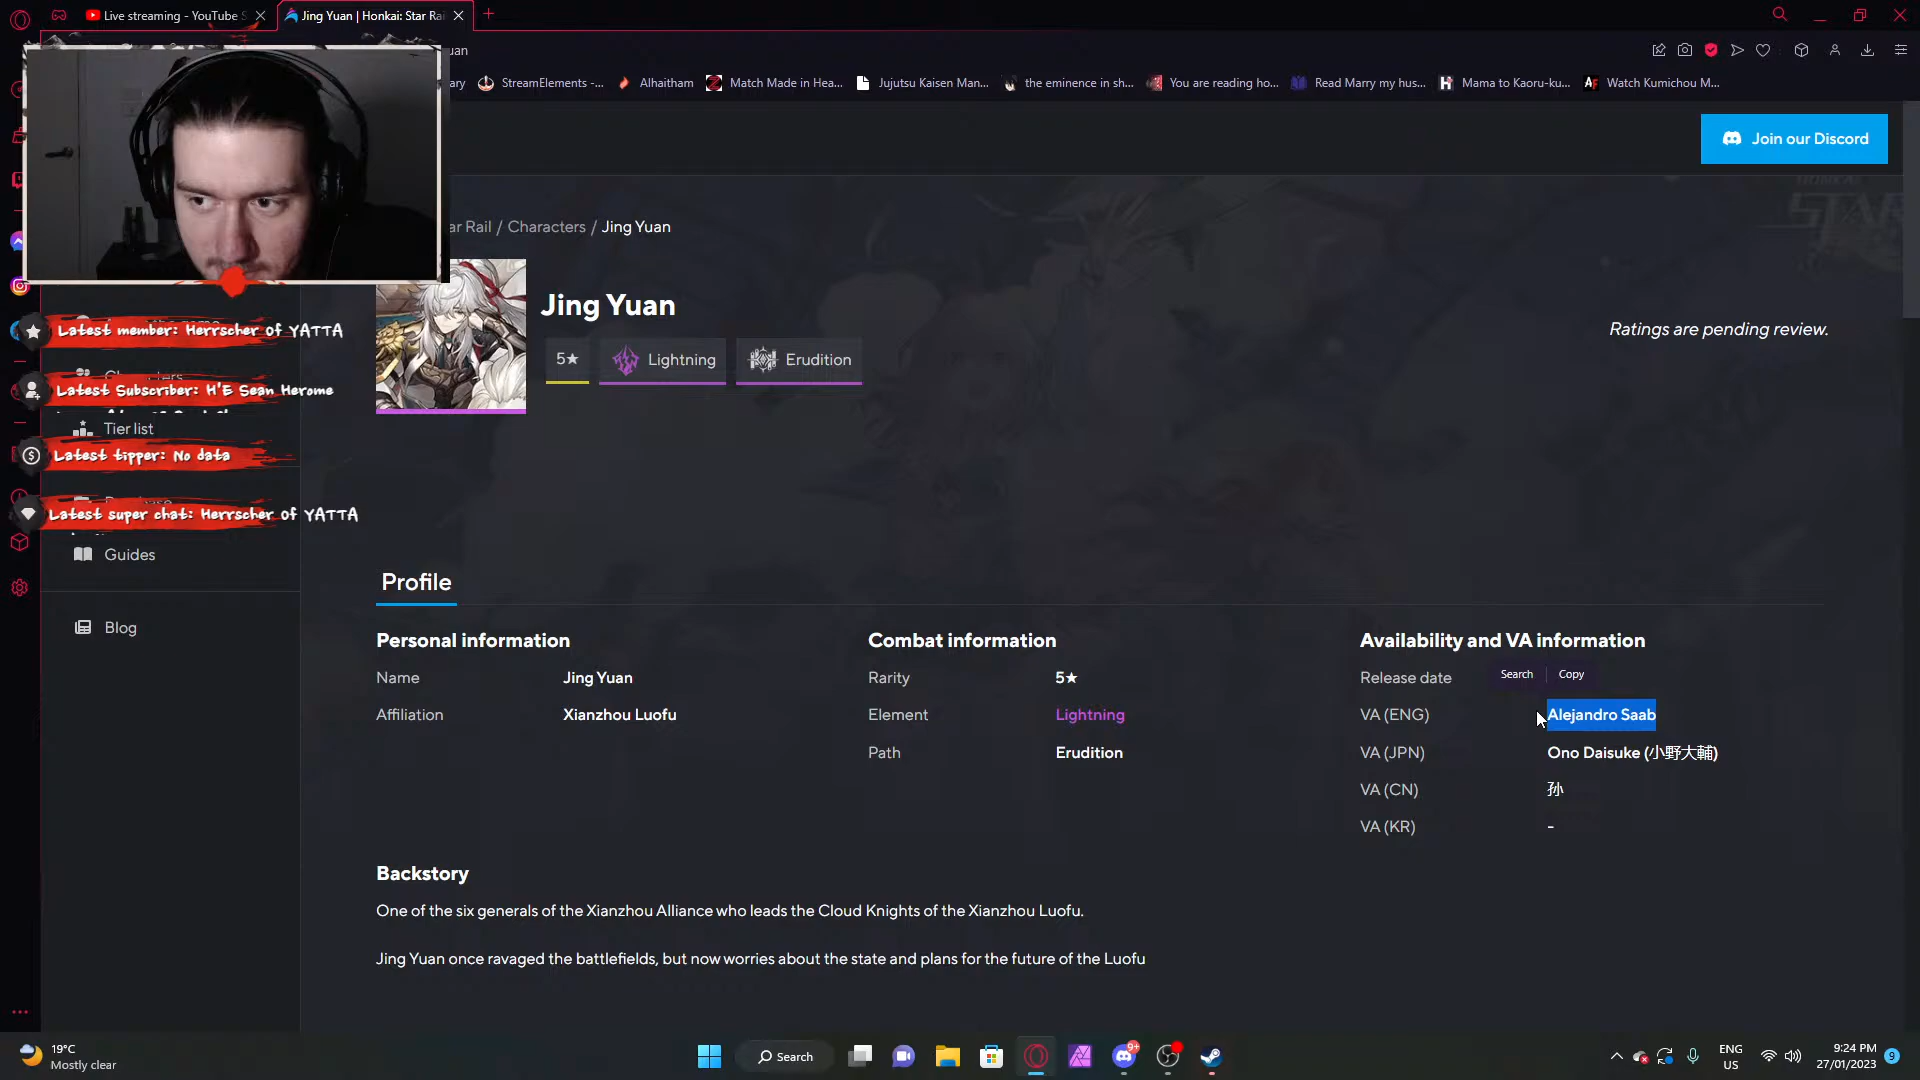 Live streaming - YouTube S
Jing Yuan | Honkai: Star Rai
uan
ary
StreamElements -...
Alhaitham
Match Made in Hea...
Jujutsu Kaisen Man...
the eminence in sh...
You are reading ho...
Read Marry my hus...
Mama to Kaoru-ku...
Watch Kumichou M...
Join our Discord
ar Rail / Characters / Jing Yuan
Jing Yuan
5★
Lightning
Erudition
Ratings are pending review.
Latest member: Herrscher of YATTA
Characters
Latest Subscriber: H'E Sean Herome
Tier list
Latest tipper: No data
Latest super chat: Herrscher of YATTA
Guides
Blog
Profile
Personal information
Name Jing Yuan
Affiliation Xianzhou Luofu
Combat information
Rarity 5★
Element Lightning
Path Erudition
Availability and VA information
Release date
Search Copy
VA (ENG) Alejandro Saab
VA (JPN) Ono Daisuke (小野大輔)
VA (CN) 孙
VA (KR) -
Backstory
One of the six generals of the Xianzhou Alliance who leads the Cloud Knights of the Xianzhou Luofu.
Jing Yuan once ravaged the battlefields, but now worries about the state and plans for the future of the Luofu
19°C
Mostly clear
Search
9+
ENG
US
9:24 PM
27/01/2023
9